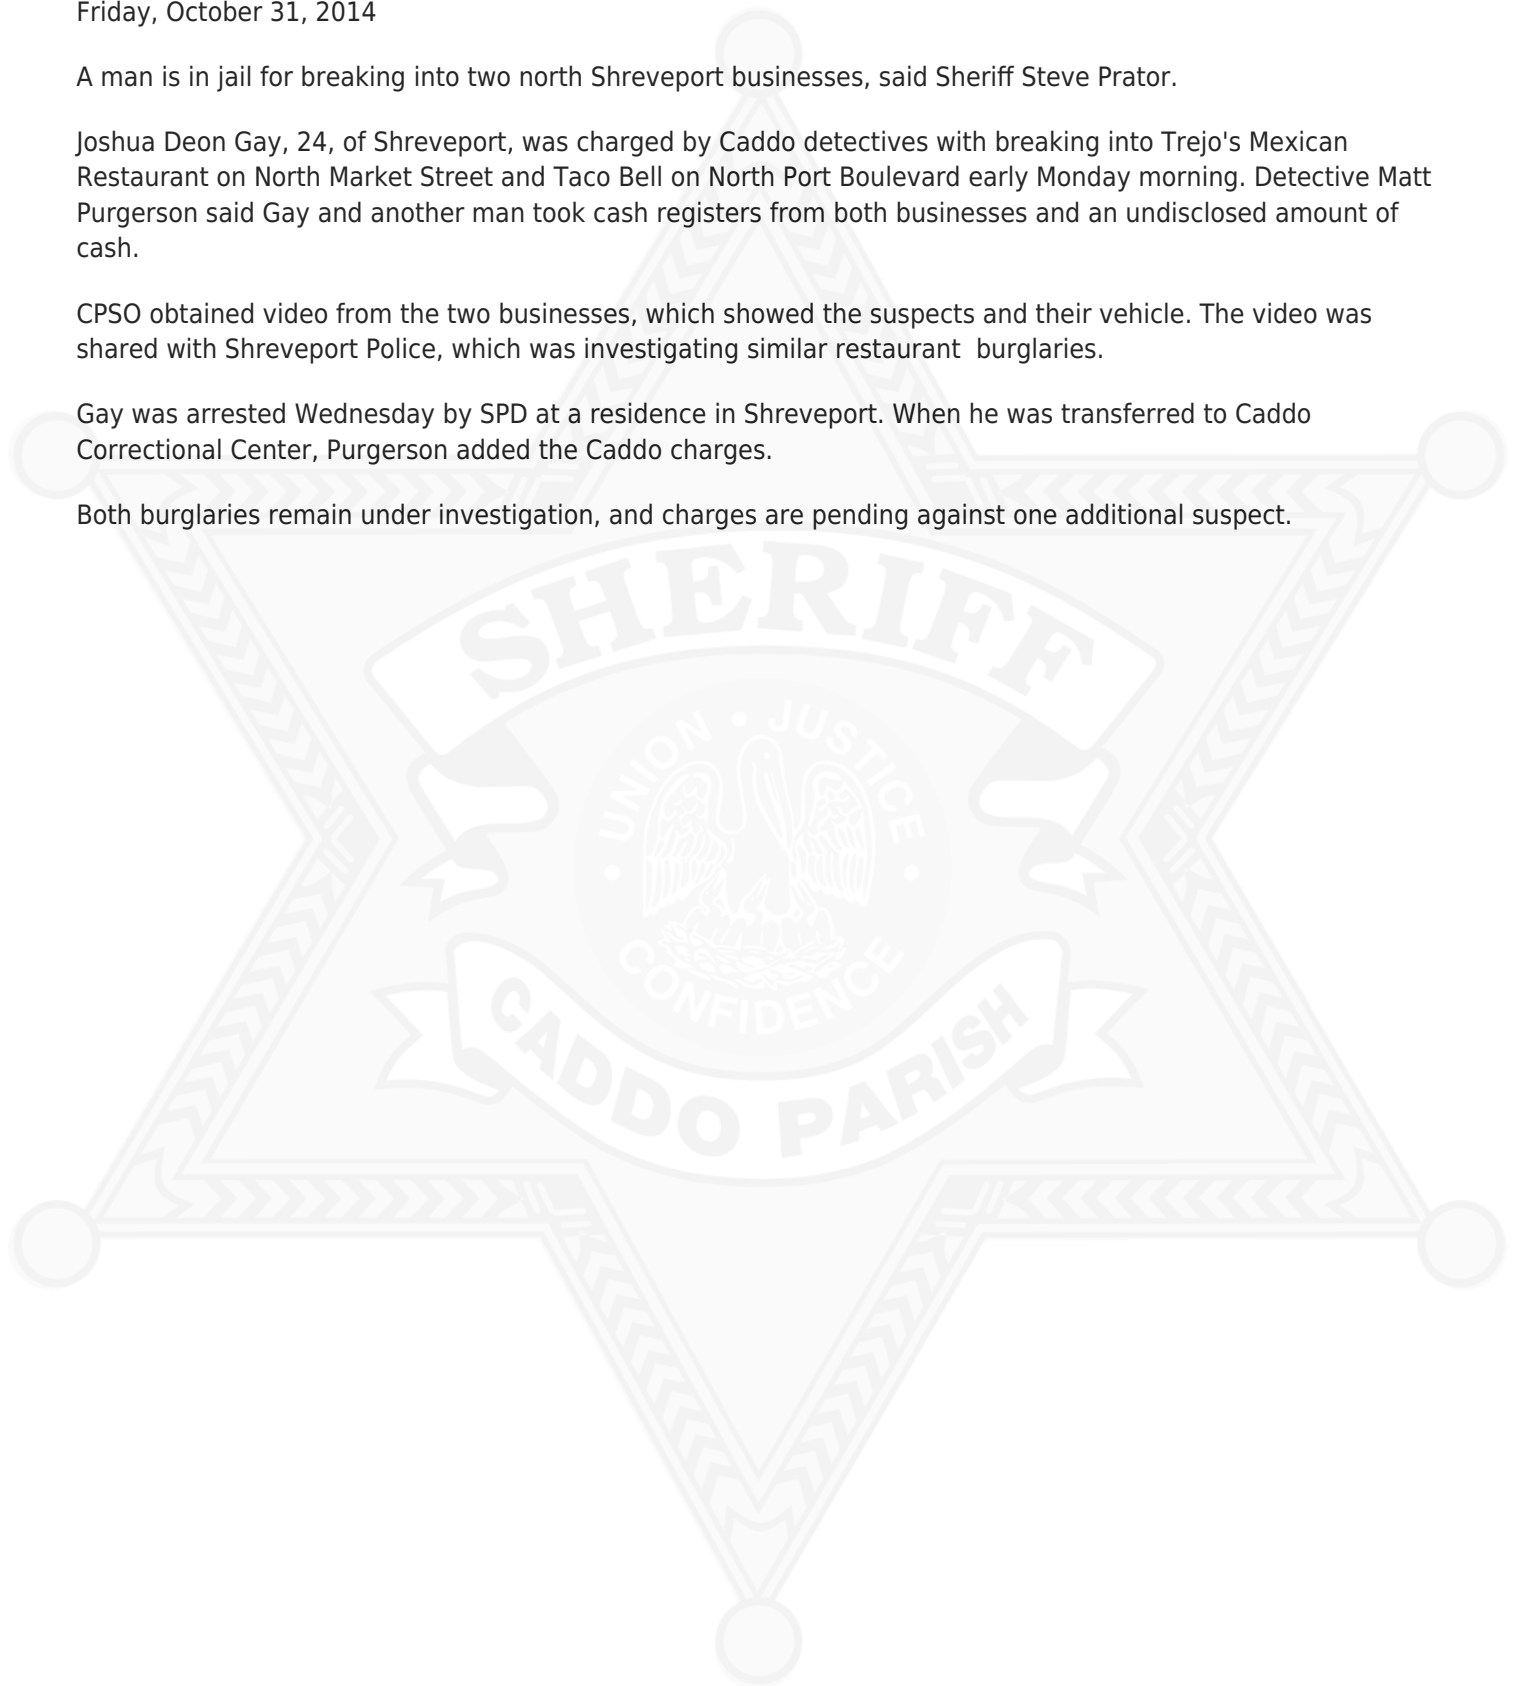 Friday, October 31, 2014
A man is in jail for breaking into two north Shreveport businesses, said Sheriff Steve Prator.
Joshua Deon Gay, 24, of Shreveport, was charged by Caddo detectives with breaking into Trejo's Mexican
Restaurant on North Market Street and Taco Bell on North Port Boulevard early Monday morning. Detective Matt
Purgerson said Gay and another man took cash registers from both businesses and an undisclosed amount of
cash.
CPSO obtained video from the two businesses, which showed the suspects and their vehicle. The video was
shared with Shreveport Police, which was investigating similar restaurant  burglaries.
Gay was arrested Wednesday by SPD at a residence in Shreveport. When he was transferred to Caddo
Correctional Center, Purgerson added the Caddo charges.
Both burglaries remain under investigation, and charges are pending against one additional suspect.
SHERIFF
UNION • JUSTICE
• CONFIDENCE •
CADDO PARISH